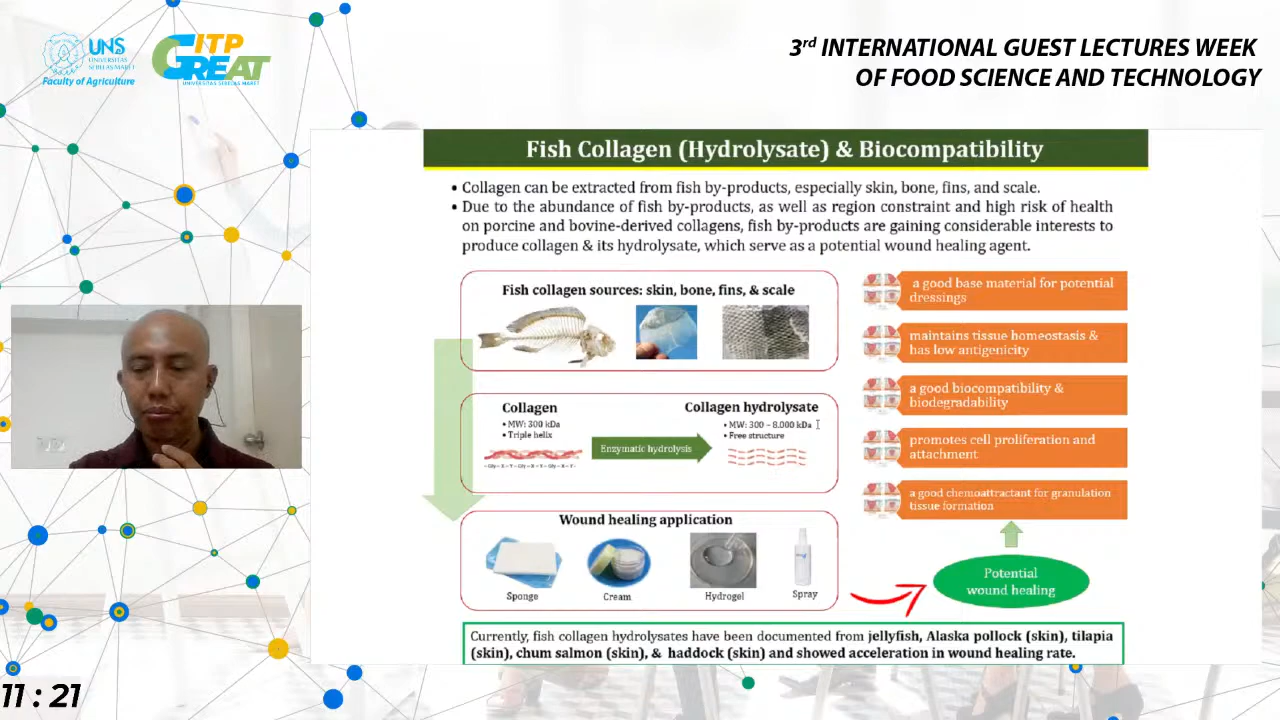 UNS
UNIVERSITAS
SEBELAS MARET
Faculty of Agriculture
ITP
GREAT
UNIVERSITAS SEBELAS MARET
3rd INTERNATIONAL GUEST LECTURES WEEK
OF FOOD SCIENCE AND TECHNOLOGY
Fish Collagen (Hydrolysate) & Biocompatibility
• Collagen can be extracted from fish by-products, especially skin, bone, fins, and scale.
• Due to the abundance of fish by-products, as well as region constraint and high risk of health
on porcine and bovine-derived collagens, fish by-products are gaining considerable interests to
produce collagen & its hydrolysate, which serve as a potential wound healing agent.
Fish collagen sources: skin, bone, fins, & scale
Collagen
• MW: 300 kDa
• Triple helix
Enzymatic hydrolysis
Collagen hydrolysate
• MW: 300 – 8.000 kDa
• Free structure
- Gly - X - Y - Gly - X - Y - Gly - X - Y -
Wound healing application
Sponge
Cream
Hydrogel
Spray
a good base material for potential
dressings
maintains tissue homeostasis &
has low antigenicity
a good biocompatibility &
biodegradability
promotes cell proliferation and
attachment
a good chemoattractant for granulation
tissue formation
Potential
wound healing
Currently, fish collagen hydrolysates have been documented from jellyfish, Alaska pollock (skin), tilapia
(skin), chum salmon (skin), & haddock (skin) and showed acceleration in wound healing rate.
11 : 21